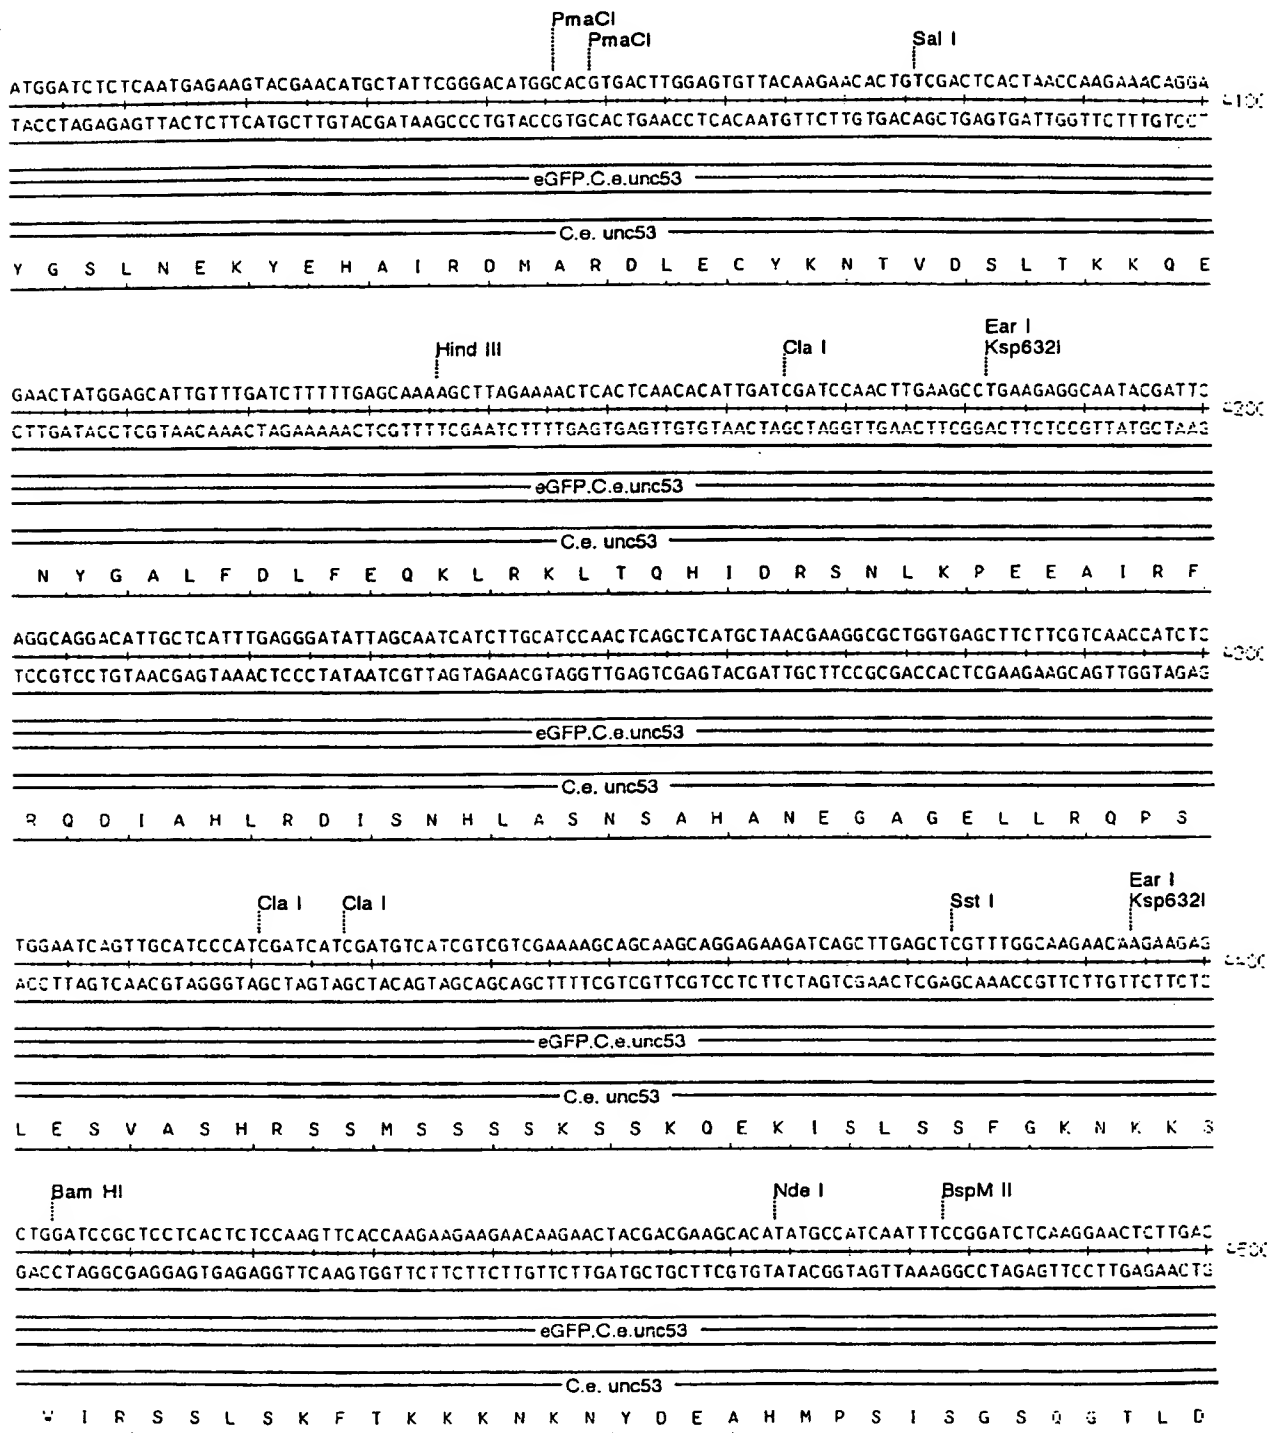 PmaCI
PmaCI Sal I
ATGGATCTCTCAATGAGAAGTACGAACATGCTATTCGGGACATGGCACGTGACTTGGAGTGTTACAAGAACACTGTCGACTCACTAACCAAGAAACAGGA
TACCTAGAGAGTTACTCTTCATGCTTGTACGATAAGCCCTGTACCGTGCACTGAACCTCACAATGTTCTTGTGACAGCTGAGTGATTGGTTCTTTGTCC
eGFP.C.e.unc53
C.e. unc53
Y G S L N E K Y E H A I R D M A R D L E C Y K N T V D S L T K K Q E
Ear I
Hind III Cla I Ksp632I
GAACTATGGAGCATTGTTTGATCTTTTTGAGCAAAAGCTTAGAAAACTCACTCAACACATTGATCGATCCAACTTGAAGCCTGAAGAGGCAATACGATTC
CTTGATACCTCGTAACAAACTAGAAAAACTCGTTTTCGAATCTTTTGAGTGAGTTGTGTAACTAGCTAGGTTGAACTTCGGACTTCTCCGTTATGCTAAG
eGFP.C.e.unc53
C.e. unc53
N Y G A L F D L F E Q K L R K L T Q H I D R S N L K P E E A I R F
AGGCAGGACATTGCTCATTTGAGGGATATTAGCAATCATCTTGCATCCAACTCAGCTCATGCTAACGAAGGCGCTGGTGAGCTTCTTCGTCAACCATCTC
TCCGTCCTGTAACGAGTAAACTCCCTATAATCGTTAGTAGAACGTAGGTTGAGTCGAGTACGATTGCTTCCGCGACCACTCGAAGAAGCAGTTGGTAGAG
eGFP.C.e.unc53
C.e. unc53
R Q D I A H L R D I S N H L A S N S A H A N E G A G E L L R Q P S
Ear I
Cla I Cla I Sst I Ksp632I
TGGAATCAGTTGCATCCCATCGATCATCGATGTCATCGTCGTCGAAAAGCAGCAAGCAGGAGAAGATCAGCTTGAGCTCGTTTGGCAAGAACAAGAAGAG
ACCTTAGTCAACGTAGGGTAGCTAGTAGCTACAGTAGCAGCAGCTTTTCGTCGTTCGTCCTCTTCTAGTCGAACTCGAGCAAACCGTTCTTGTTCTTCTC
eGFP.C.e.unc53
C.e. unc53
L E S V A S H R S S M S S S S K S S K Q E K I S L S S F G K N K K S
Bam HI Nde I BspM II
CTGGATCCGCTCCTCACTCTCCAAGTTCACCAAGAAGAAGAACAAGAACTACGACGAAGCACATATGCCATCAATTTCCGGATCTCAAGGAACTCTTGAC
GACCTAGGCGAGGAGTGAGAGGTTCAAGTGGTTCTTCTTCTTGTTCTTGATGCTGCTTCGTGTATACGGTAGTTAAAGGCCTAGAGTTCCTTGAGAACTG
eGFP.C.e.unc53
C.e. unc53
W I R S S L S K F T K K K N K N Y D E A H M P S I S G S Q G T L D